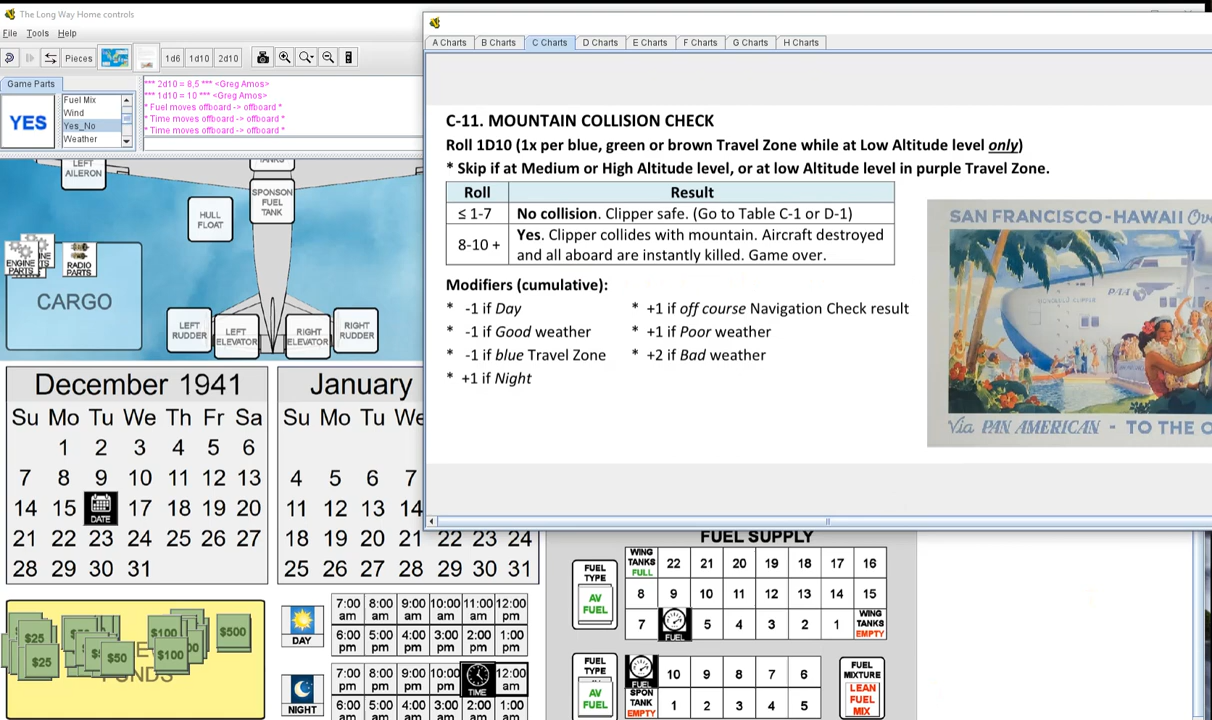 The Long Way Home controls
File Tools Help
Pieces 1d6 1d10 2d10
Game Parts
YES
Fuel Mix
Wind
Yes_No
Weather
*** 2d10 = 8,5 *** <Greg Amos>
*** 1d10 = 10 *** <Greg Amos>
* Fuel moves offboard -> offboard *
* Time moves offboard -> offboard *
* Time moves offboard -> offboard *
A Charts B Charts C Charts D Charts E Charts F Charts G Charts H Charts
C-11. MOUNTAIN COLLISION CHECK
Roll 1D10 (1x per blue, green or brown Travel Zone while at Low Altitude level only)
* Skip if at Medium or High Altitude level, or at low Altitude level in purple Travel Zone.
Roll Result
≤ 1-7 No collision. Clipper safe. (Go to Table C-1 or D-1)
8-10 + Yes. Clipper collides with mountain. Aircraft destroyed
and all aboard are instantly killed. Game over.
Modifiers (cumulative):
* -1 if Day
* -1 if Good weather
* -1 if blue Travel Zone
* +1 if Night
* +1 if off course Navigation Check result
* +1 if Poor weather
* +2 if Bad weather
SAN FRANCISCO-HAWAII Ove
PAA
Via PAN AMERICAN - TO THE O
LEFT
AILERON
TANKS
SPONSON
FUEL
TANK
HULL
FLOAT
ENGINE
PARTS
RADIO
PARTS
CARGO
LEFT
RUDDER
LEFT
ELEVATOR
RIGHT
ELEVATOR
RIGHT
RUDDER
December 1941
Su Mo Tu We Th Fr Sa
1 2 3 4 5 6
7 8 9 10 11 12 13
14 15 DATE 17 18 19 20
21 22 23 24 25 26 27
28 29 30 31
January
Su Mo Tu We
4 5 6 7
11 12 13 14
18 19 20 21 22 23 24
25 26 27 28 29 30 31
$25
$25
$50
$100
$100
$500
FUNDS
DAY
7:00 am 8:00 am 9:00 am 10:00 am 11:00 am 12:00 pm
6:00 pm 5:00 pm 4:00 pm 3:00 pm 2:00 pm 1:00 pm
NIGHT
7:00 pm 8:00 pm 9:00 pm 10:00 pm TIME 12:00 am
6:00 am 5:00 am 4:00 am 3:00 am 2:00 am 1:00 am
FUEL SUPPLY
FUEL
TYPE
AV
FUEL
WING TANKS FULL 22 21 20 19 18 17 16
8 9 10 11 12 13 14 15
7 FUEL 5 4 3 2 1 WING TANKS EMPTY
FUEL
TYPE
AV
FUEL
FUEL 10 9 8 7 6
SPON TANK EMPTY 1 2 3 4 5
FUEL
MIXTURE
LEAN
FUEL
MIX